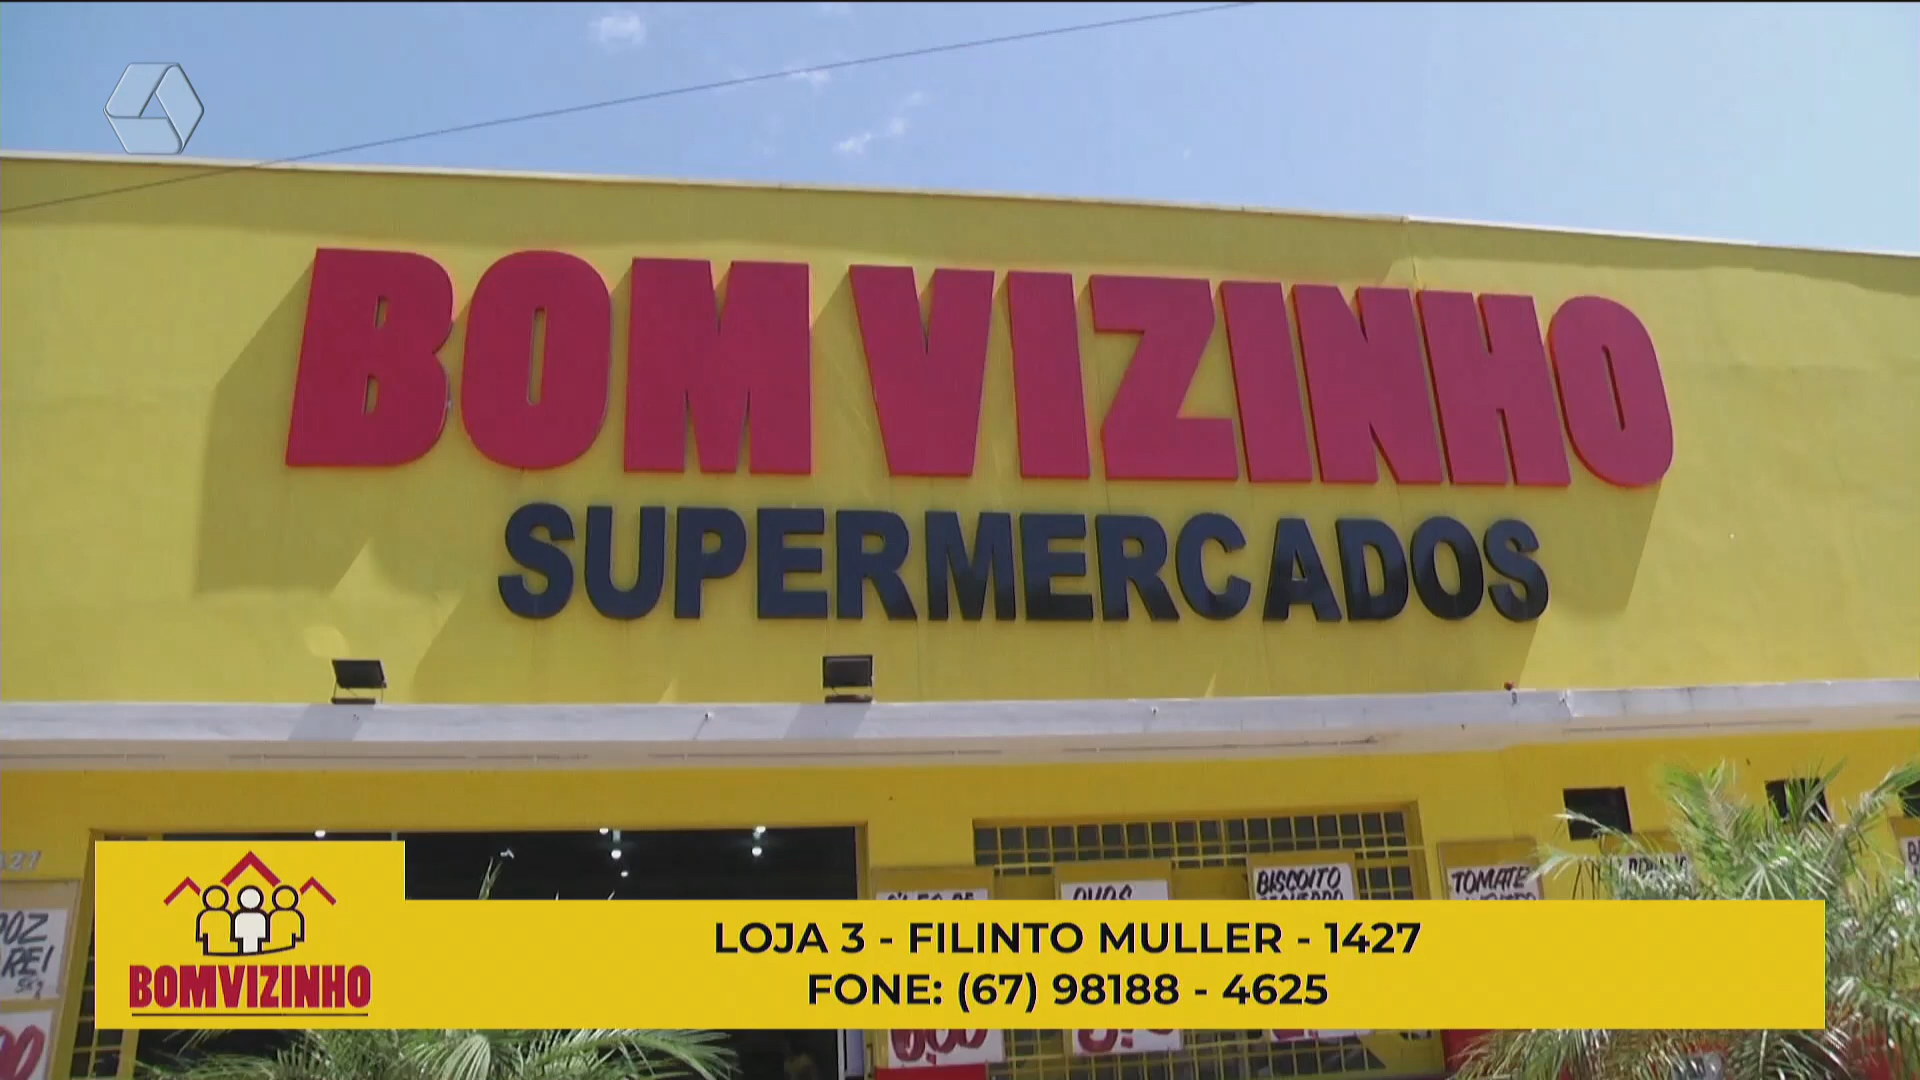 BOM VIZINHO
SUPERMERCADOS
BISCOITO
TOMATE
OVOS
LOJA 3 - FILINTO MULLER - 1427
FONE: (67) 98188 - 4625
BOMVIZINHO